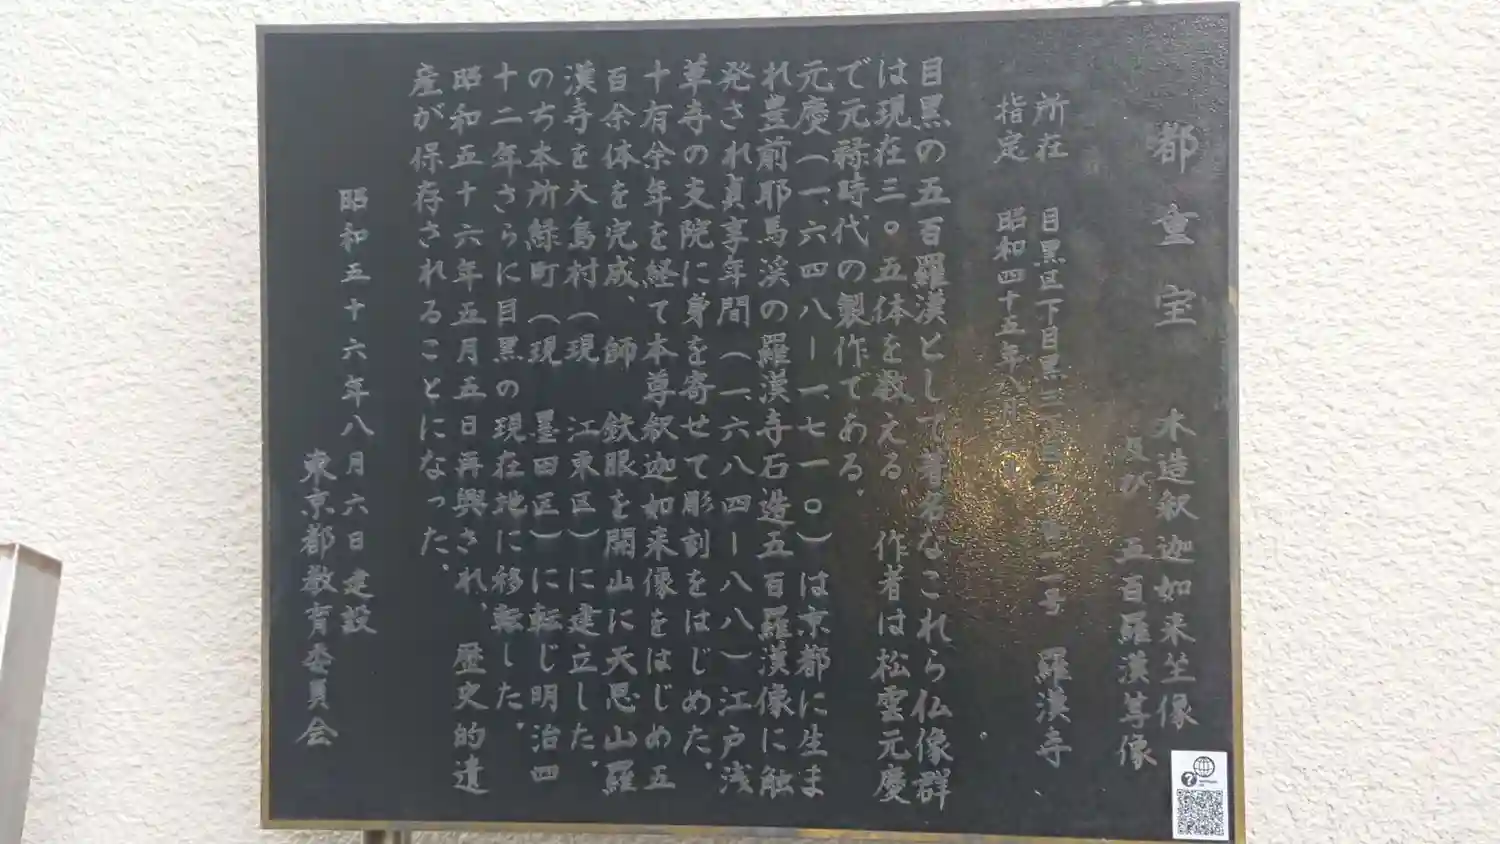 都重宝　木造釈迦如来坐像
及び　五百羅漢尊像
所在　目黒区下目黒三　　　一号　羅漢寺
指定　昭和四十五年八月
目黒の五百羅漢として著名なこれら仏像群
は現在三〇五体を数える。作者は松雲元慶
で元禄時代の製作である。
元慶（一、六四八ー一、七一〇）は京都に生ま
れ豊前耶馬渓の羅漢寺石造五百羅漢像に触
発され貞享年間（一、六八四ー八八）江戸浅
草寺の支院に身を寄せて彫刻をはじめた。
十有余年を経て本尊釈迦如来像をはじめ五
百余体を完成、師　鉄眼を開山に天恩山羅
漢寺を大島村（現　江東区）に建立した。
のち本所緑町（現　墨田区）に転じ明治四
十二年さらに目黒の現在地に移転した。
昭和五十六年五月五日再興され、歴史的遺
産が保存されることになった。
昭和五十六年八月六日　建設
東京都教育委員会